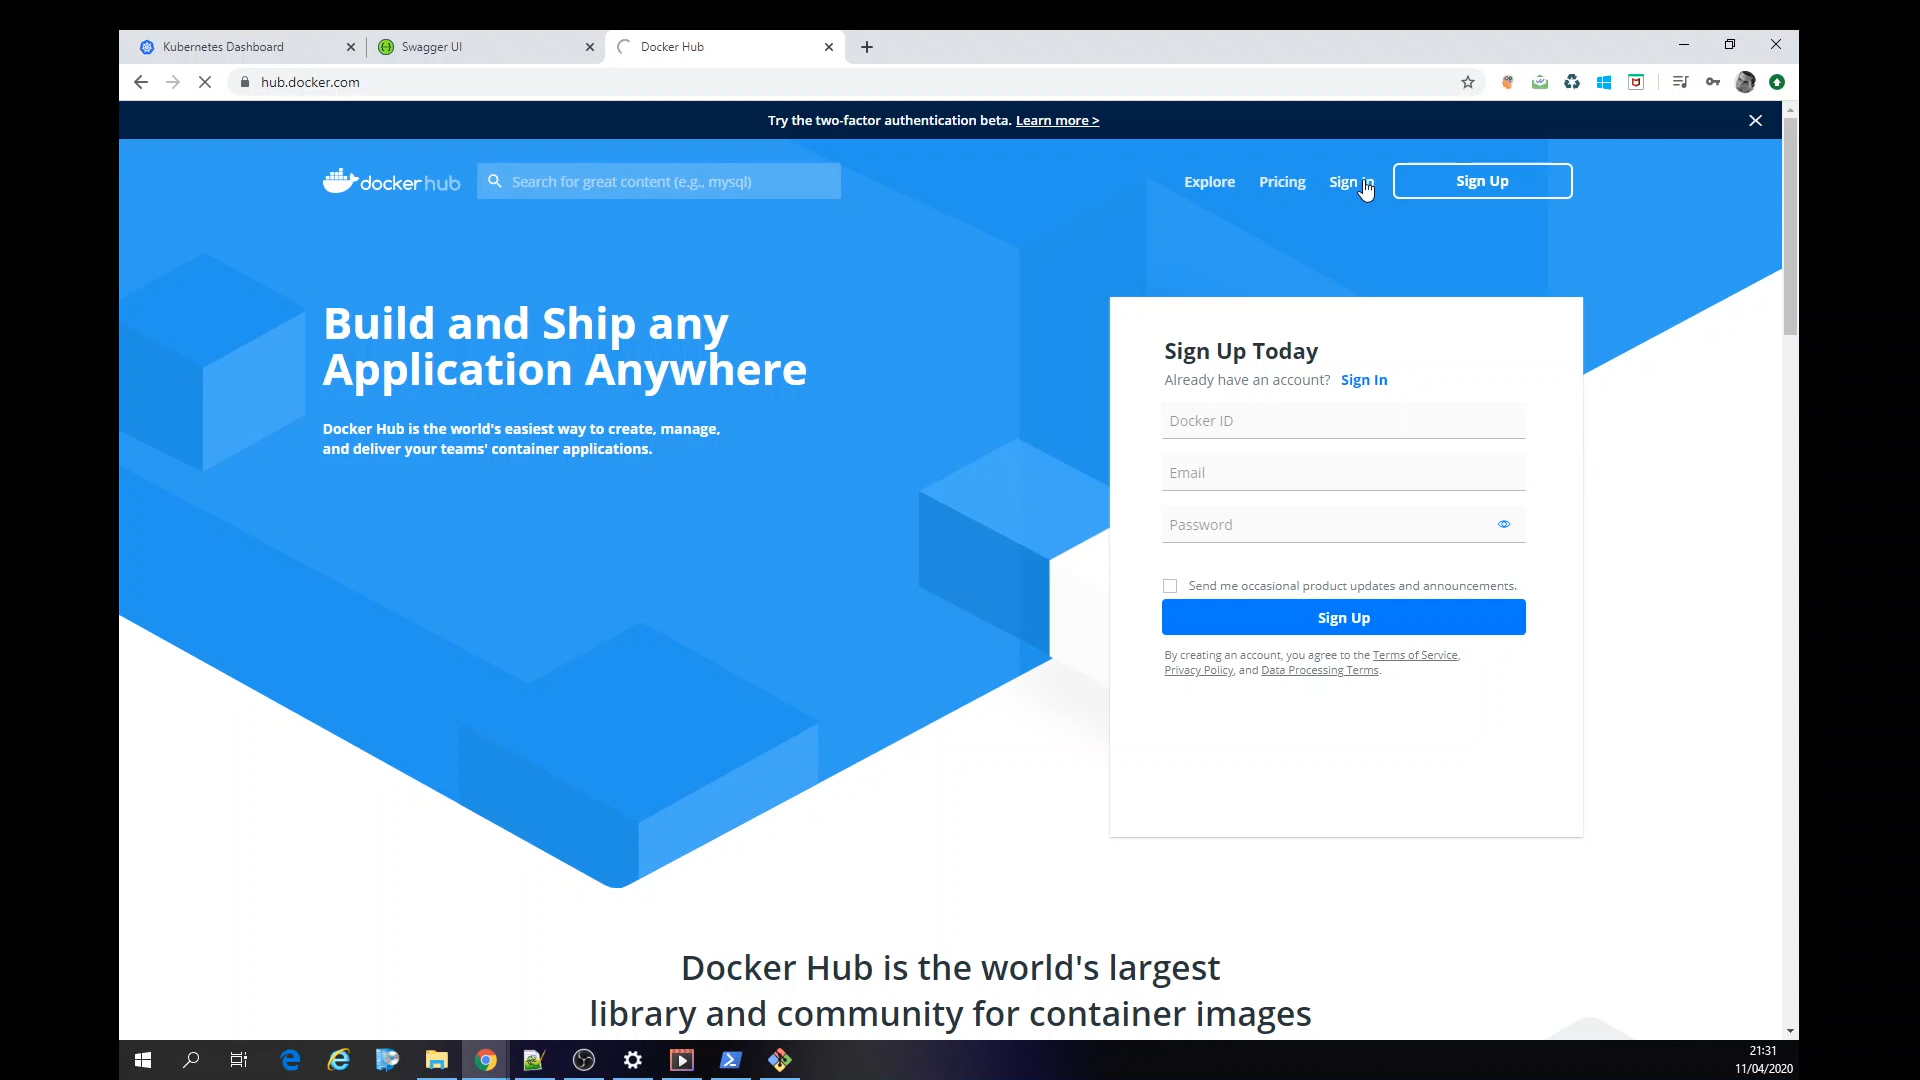 Kubernetes Dashboard
Swagger UI
Docker Hub
hub.docker.com
Try the two-factor authentication beta. Learn more >
docker hub
Search for great content (e.g., mysql)
Explore
Pricing
Sign In
Sign Up
Build and Ship any
Application Anywhere
Docker Hub is the world's easiest way to create, manage,
and deliver your teams' container applications.
Sign Up Today
Already have an account? Sign In
Docker ID
Email
Password
Send me occasional product updates and announcements.
Sign Up
By creating an account, you agree to the Terms of Service,
Privacy Policy, and Data Processing Terms.
Docker Hub is the world's largest
library and community for container images
21:31
11/04/2020